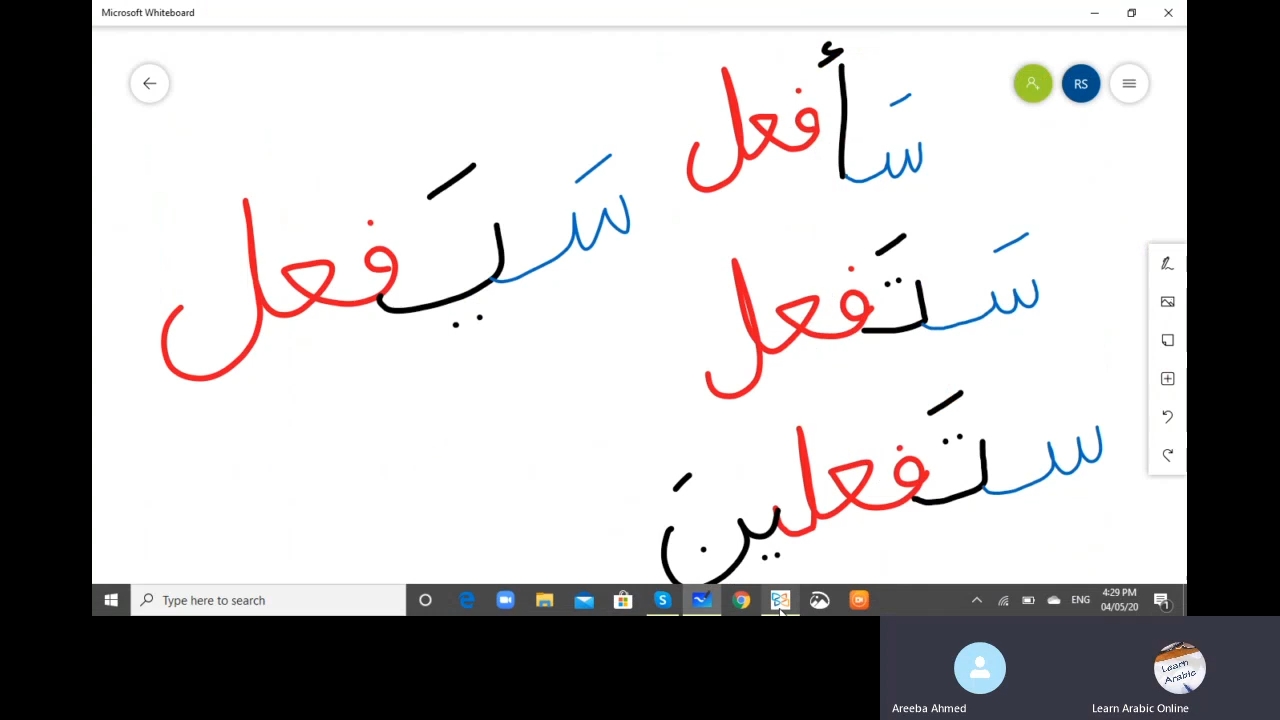 Microsoft Whiteboard
RS
سَأفعل
سَتَفعل
ستَفعلينَ
سَيَفعل
Type here to search
ENG
4:29 PM
04/05/20
1
Learn Arabic
Areeba Ahmed
Learn Arabic Online